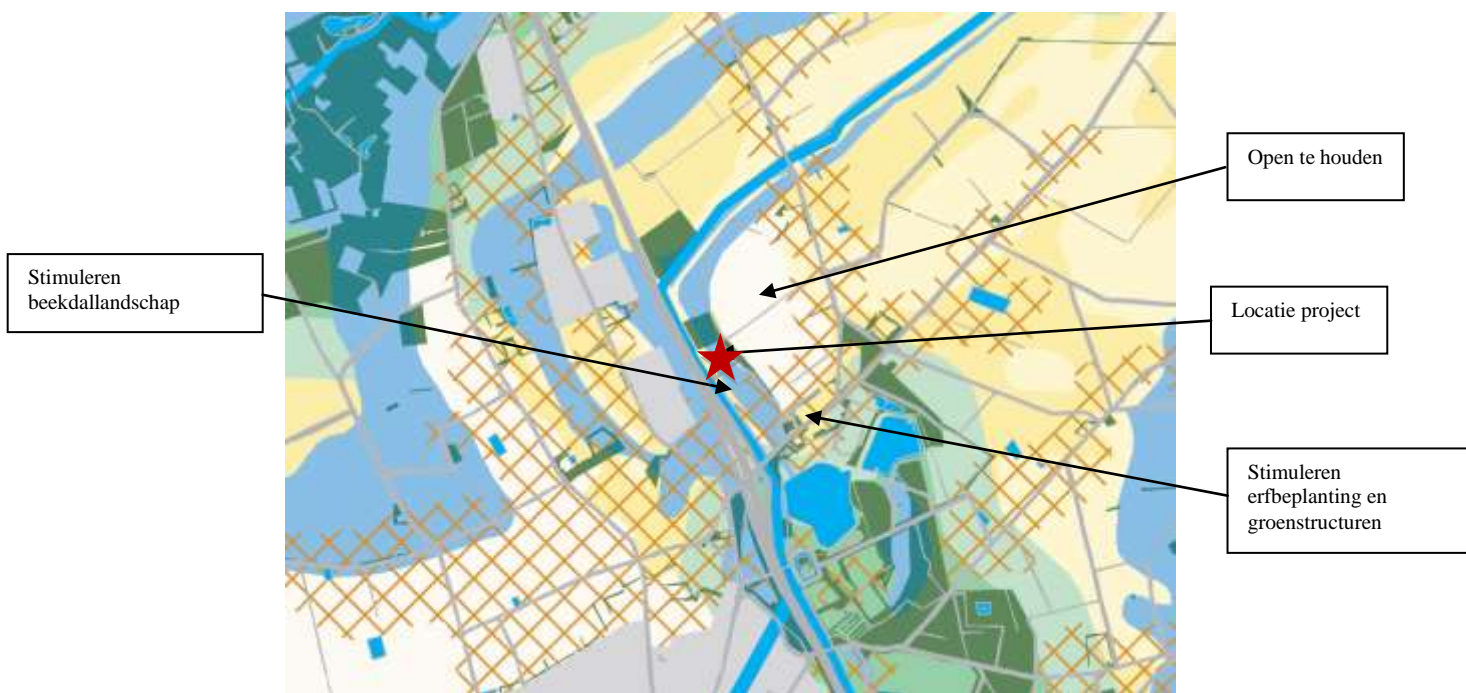 Open te houden
Stimuleren
beekdallandschap
Locatie project
Stimuleren
erfbeplanting en
groenstructuren